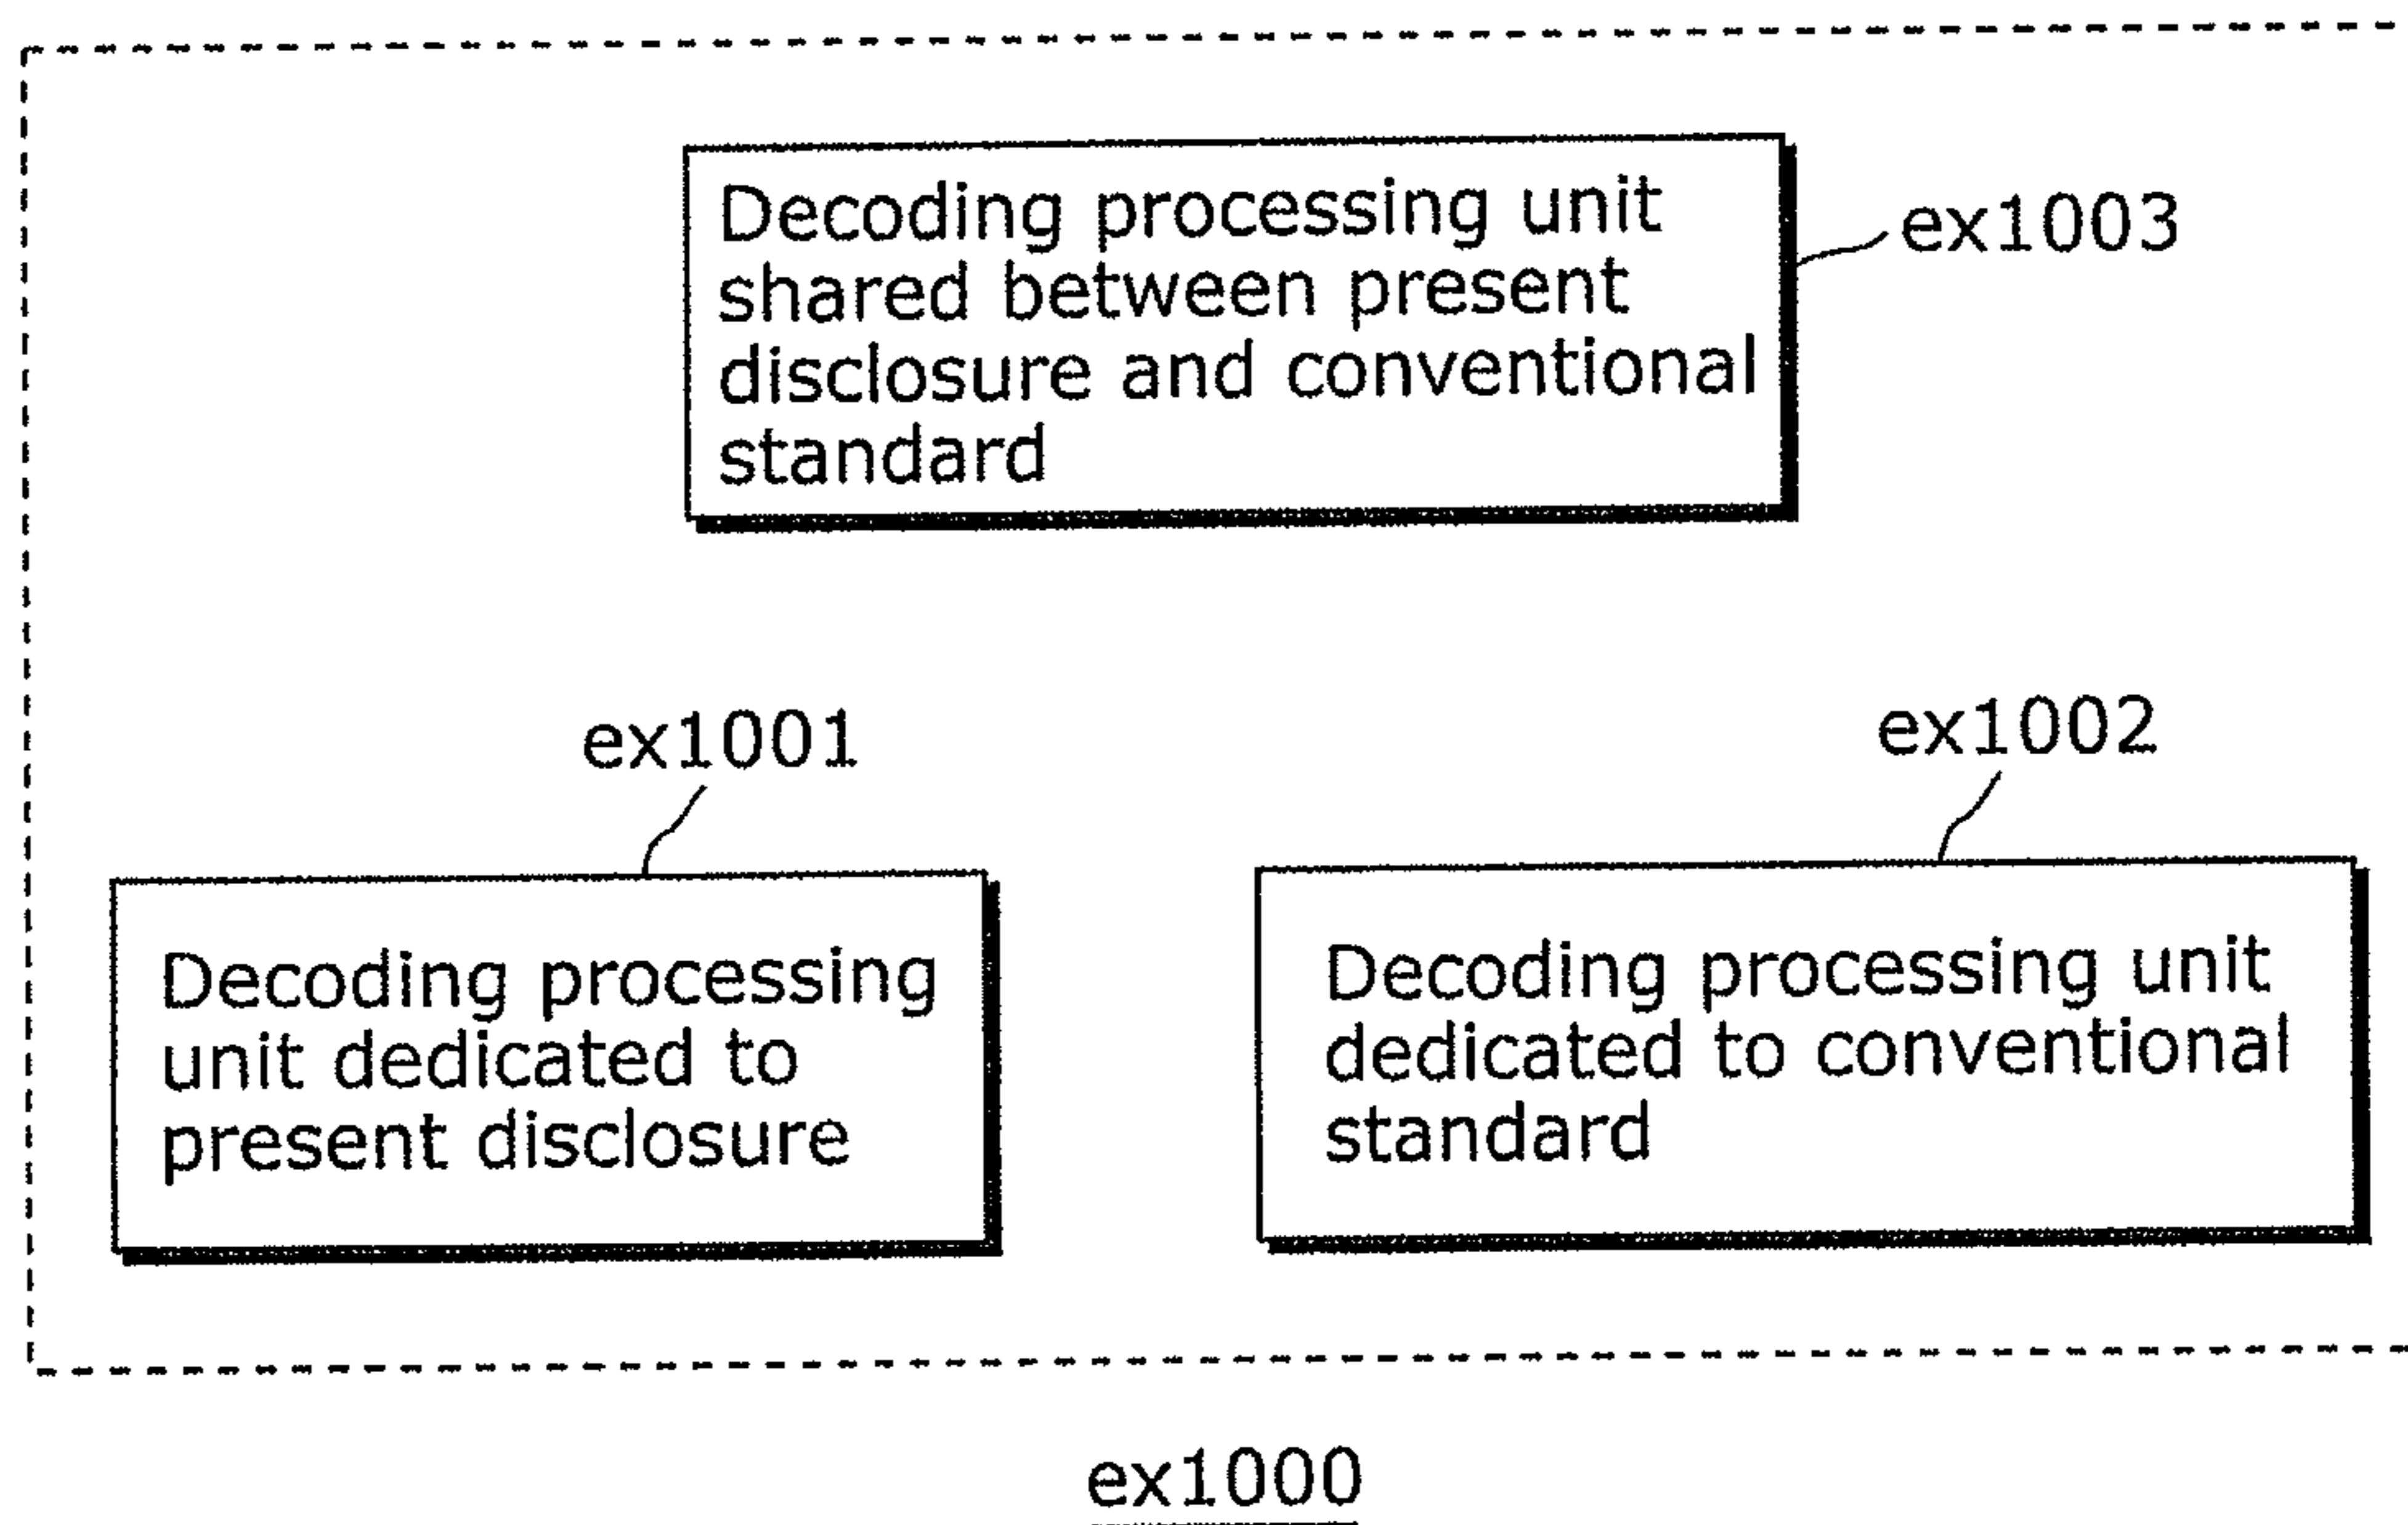 Decoding processing unit
shared between present
disclosure and conventional
standard
ex1003
ex1001
ex1002
Decoding processing
unit dedicated to
present disclosure
Decoding processing unit
dedicated to conventional
standard
ex1000